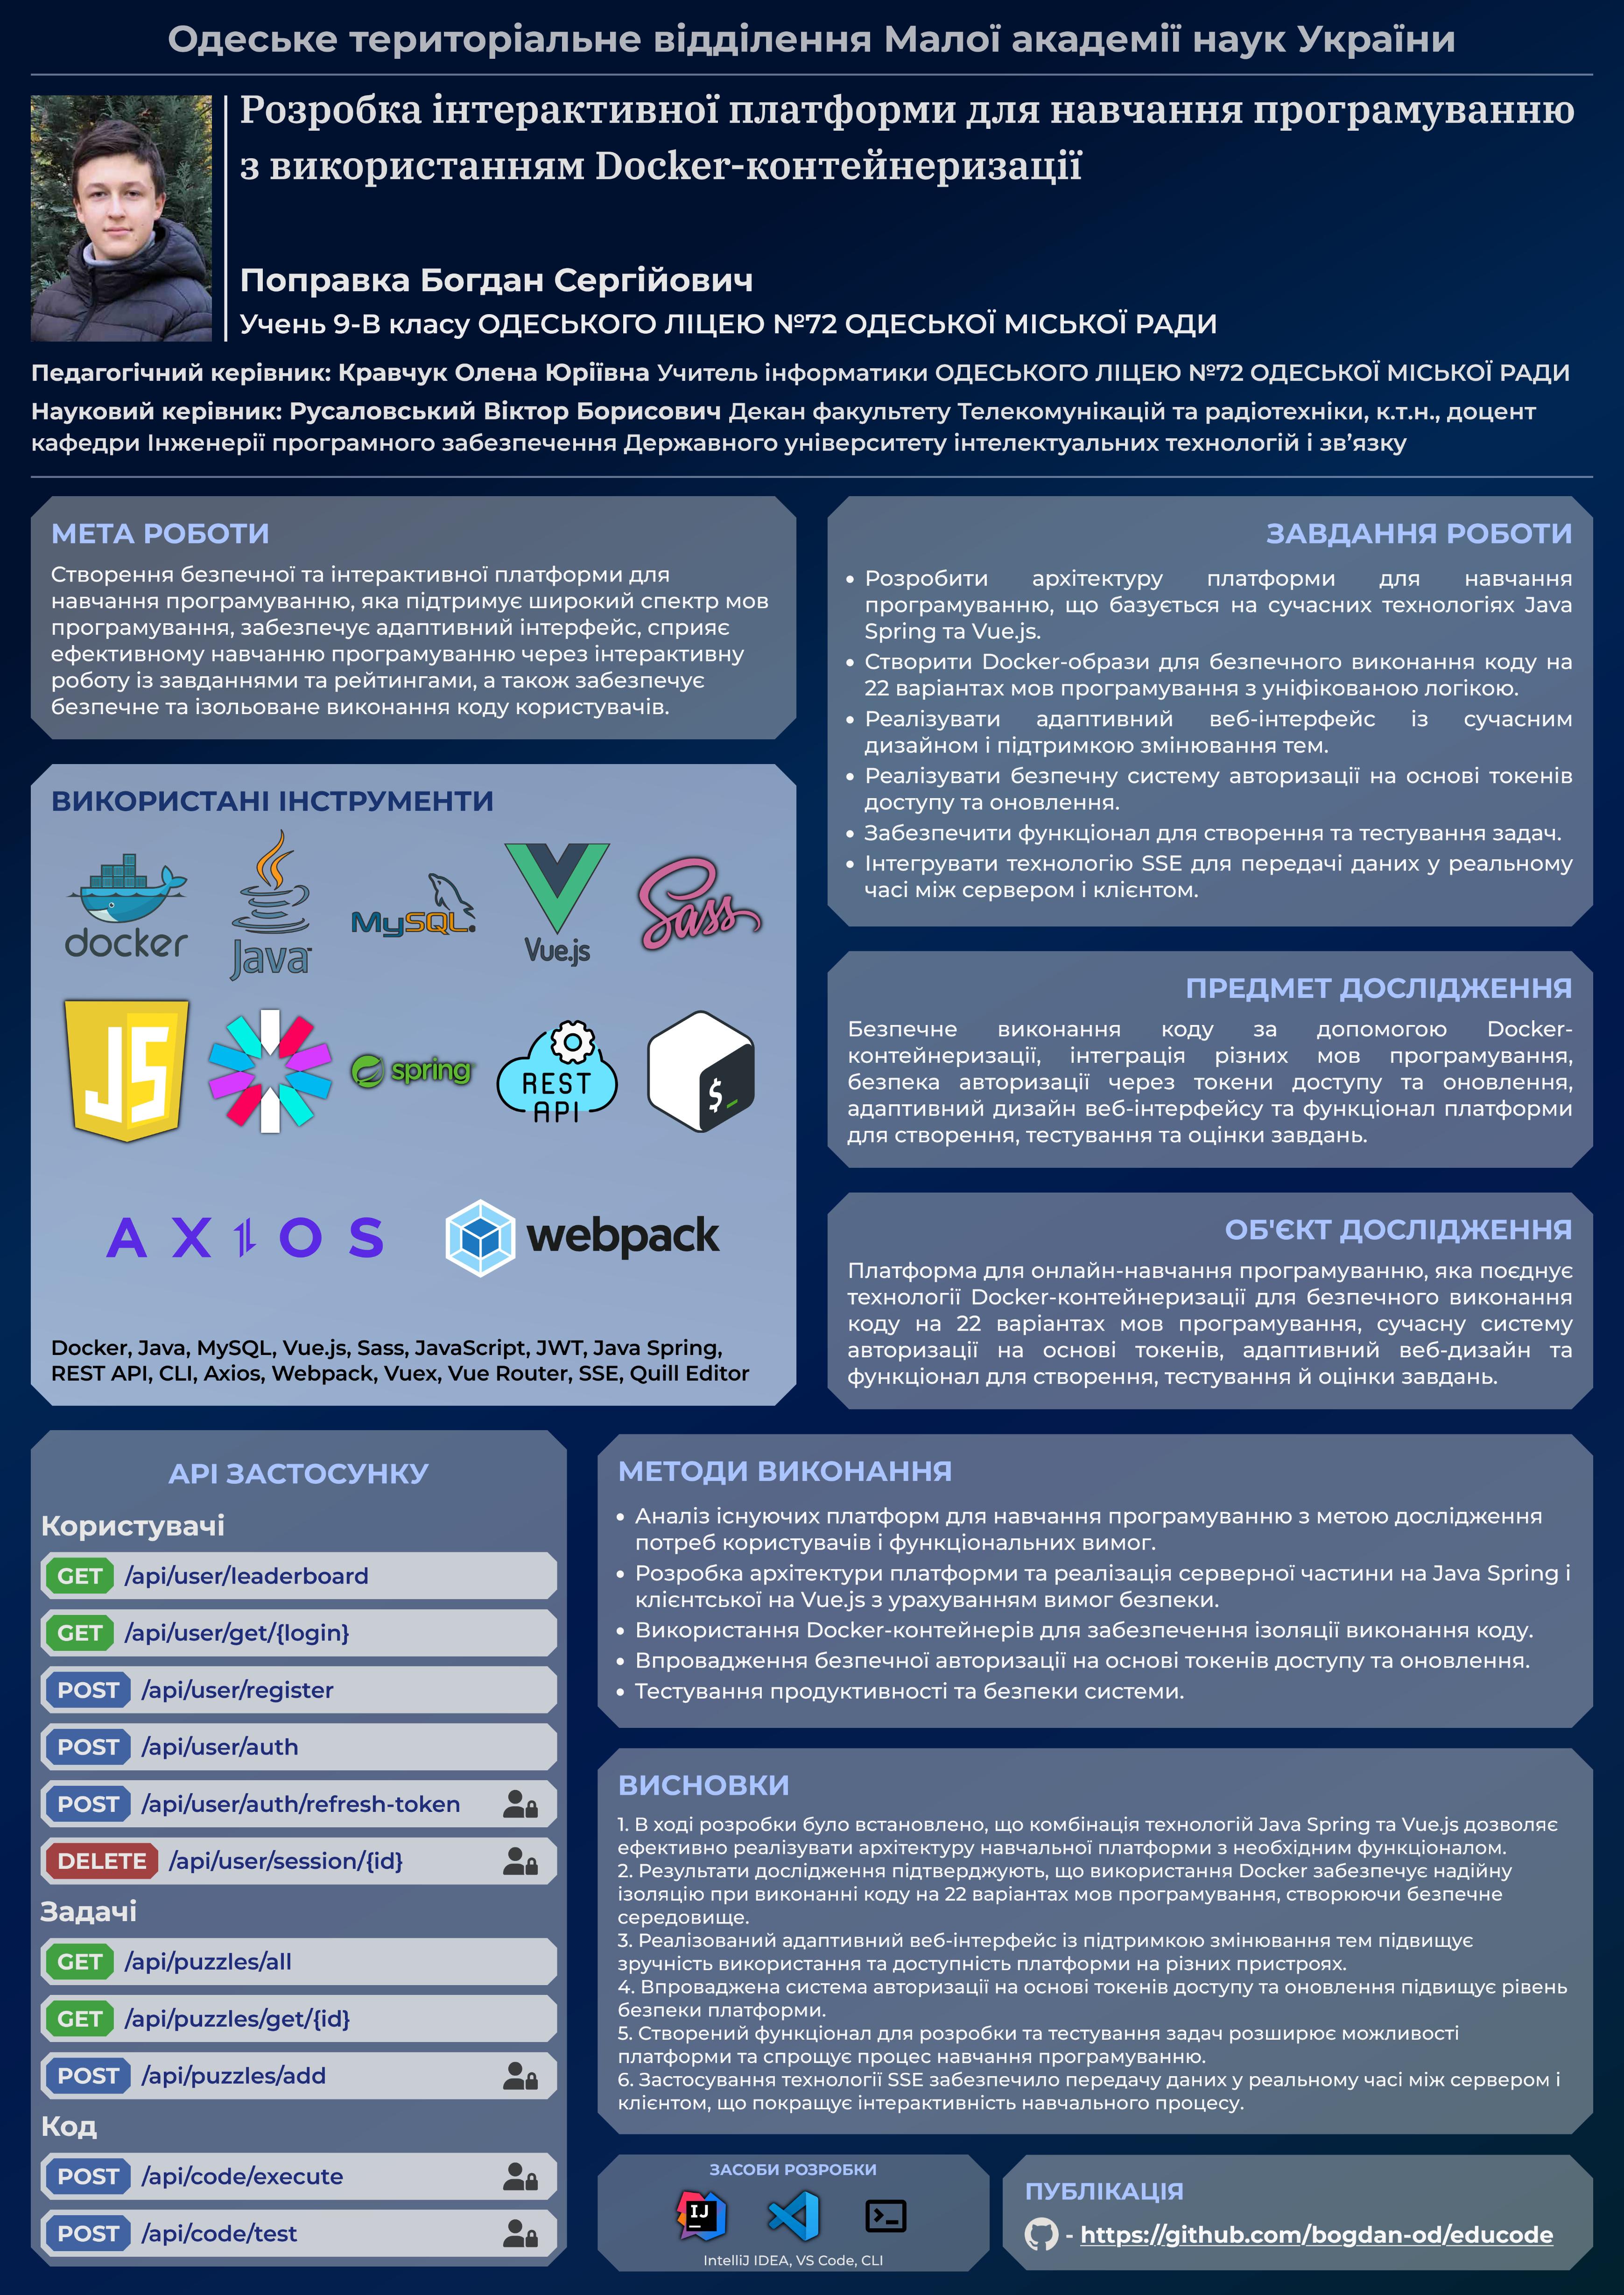 Одеське територіальне відділення Малої академії наук України
Розробка інтерактивної платформи для навчання програмуванню
з використанням Docker-контейнеризації
Поправка Богдан Сергійович
Учень 9-В класу ОДЕСЬКОГО ЛІЦЕЮ №72 ОДЕСЬКОЇ МІСЬКОЇ РАДИ
Педагогічний керівник: Кравчук Олена Юріївна Учитель інформатики ОДЕСЬКОГО ЛІЦЕЮ №72 ОДЕСЬКОЇ МІСЬКОЇ РАДИ
Науковий керівник: Русаловський Віктор Борисович Декан факультету Телекомунікацій та радіотехніки, к.т.н., доцент
кафедри Інженерії програмного забезпечення Державного університету інтелектуальних технологій і зв’язку
МЕТА РОБОТИ
Створення безпечної та інтерактивної платформи для
навчання програмуванню, яка підтримує широкий спектр мов
програмування, забезпечує адаптивний інтерфейс, сприяє
ефективному навчанню програмуванню через інтерактивну
роботу із завданнями та рейтингами, а також забезпечує
безпечне та ізольоване виконання коду користувачів.
ВИКОРИСТАНІ ІНСТРУМЕНТИ
docker
Java
MySQL
Vue.js
Sass
JS
spring
REST
API
$_
AXIOS
webpack
Docker, Java, MySQL, Vue.js, Sass, JavaScript, JWT, Java Spring,
REST API, CLI, Axios, Webpack, Vuex, Vue Router, SSE, Quill Editor
ЗАВДАННЯ РОБОТИ
• Розробити архітектуру платформи для навчання
програмуванню, що базується на сучасних технологіях Java
Spring та Vue.js.
• Створити Docker-образи для безпечного виконання коду на
22 варіантах мов програмування з уніфікованою логікою.
• Реалізувати адаптивний веб-інтерфейс із сучасним
дизайном і підтримкою змінювання тем.
• Реалізувати безпечну систему авторизації на основі токенів
доступу та оновлення.
• Забезпечити функціонал для створення та тестування задач.
• Інтегрувати технологію SSE для передачі даних у реальному
часі між сервером і клієнтом.
ПРЕДМЕТ ДОСЛІДЖЕННЯ
Безпечне виконання коду за допомогою Docker-
контейнеризації, інтеграція різних мов програмування,
безпека авторизації через токени доступу та оновлення,
адаптивний дизайн веб-інтерфейсу та функціонал платформи
для створення, тестування та оцінки завдань.
ОБ'ЄКТ ДОСЛІДЖЕННЯ
Платформа для онлайн-навчання програмуванню, яка поєднує
технології Docker-контейнеризації для безпечного виконання
коду на 22 варіантах мов програмування, сучасну систему
авторизації на основі токенів, адаптивний веб-дизайн та
функціонал для створення, тестування й оцінки завдань.
API ЗАСТОСУНКУ
Користувачі
GET /api/user/leaderboard
GET /api/user/get/{login}
POST /api/user/register
POST /api/user/auth
POST /api/user/auth/refresh-token
DELETE /api/user/session/{id}
Задачі
GET /api/puzzles/all
GET /api/puzzles/get/{id}
POST /api/puzzles/add
Код
POST /api/code/execute
POST /api/code/test
МЕТОДИ ВИКОНАННЯ
• Аналіз існуючих платформ для навчання програмуванню з метою дослідження
потреб користувачів і функціональних вимог.
• Розробка архітектури платформи та реалізація серверної частини на Java Spring і
клієнтської на Vue.js з урахуванням вимог безпеки.
• Використання Docker-контейнерів для забезпечення ізоляції виконання коду.
• Впровадження безпечної авторизації на основі токенів доступу та оновлення.
• Тестування продуктивності та безпеки системи.
ВИСНОВКИ
1. В ході розробки було встановлено, що комбінація технологій Java Spring та Vue.js дозволяє
ефективно реалізувати архітектуру навчальної платформи з необхідним функціоналом.
2. Результати дослідження підтверджують, що використання Docker забезпечує надійну
ізоляцію при виконанні коду на 22 варіантах мов програмування, створюючи безпечне
середовище.
3. Реалізований адаптивний веб-інтерфейс із підтримкою змінювання тем підвищує
зручність використання та доступність платформи на різних пристроях.
4. Впроваджена система авторизації на основі токенів доступу та оновлення підвищує рівень
безпеки платформи.
5. Створений функціонал для розробки та тестування задач розширює можливості
платформи та спрощує процес навчання програмуванню.
6. Застосування технології SSE забезпечило передачу даних у реальному часі між сервером і
клієнтом, що покращує інтерактивність навчального процесу.
ЗАСОБИ РОЗРОБКИ
IJ
IntelliJ IDEA, VS Code, CLI
ПУБЛІКАЦІЯ
- https://github.com/bogdan-od/educode